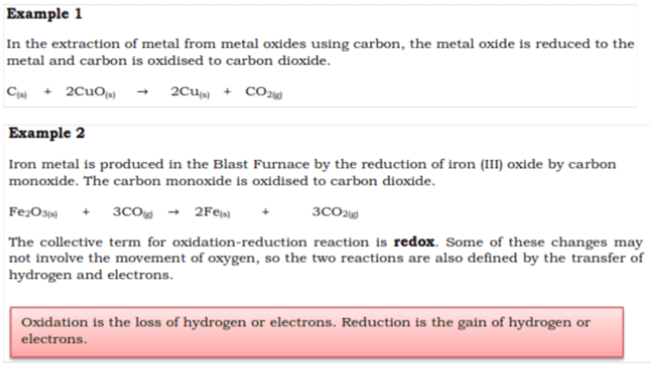 Example 1
In the extraction of metal from metal oxides using carbon, the metal oxide is reduced to the
metal and carbon is oxidised to carbon dioxide.
C(s) + 2CuO(s) → 2Cu(s) + CO2(g)
Example 2
Iron metal is produced in the Blast Furnace by the reduction of iron (III) oxide by carbon
monoxide. The carbon monoxide is oxidised to carbon dioxide.
Fe2O3(s) + 3CO(g) → 2Fe(s) + 3CO2(g)
The collective term for oxidation-reduction reaction is redox. Some of these changes may
not involve the movement of oxygen, so the two reactions are also defined by the transfer of
hydrogen and electrons.
Oxidation is the loss of hydrogen or electrons. Reduction is the gain of hydrogen or
electrons.